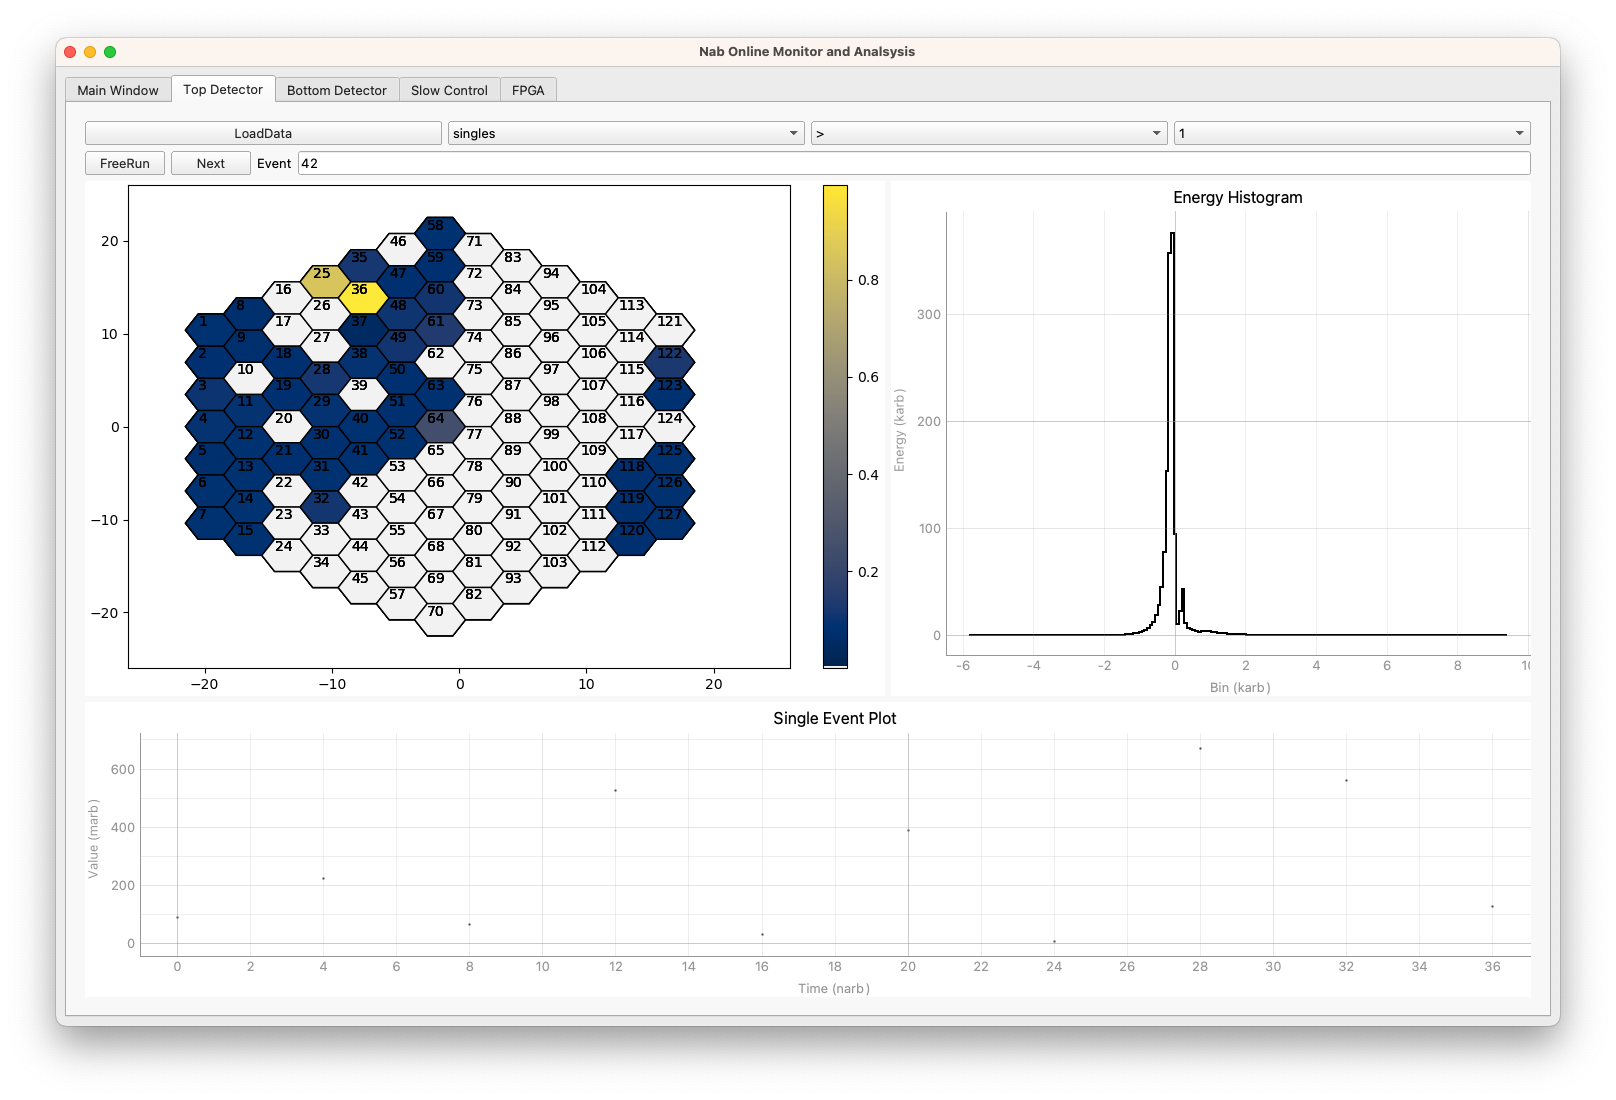 Nab Online Monitor and Analsysis
Main Window Top Detector Bottom Detector Slow Control FPGA
LoadData singles > 1
FreeRun Next Event 42
58
46 71
35 59 83
25 47 72 94
16 36 60 84 104
8 26 48 73 95 113
1 17 37 61 85 105 121
9 27 49 74 96 114
2 18 38 62 86 106 122
10 28 50 75 97 115
3 19 39 63 87 107 123
11 29 51 76 98 116
4 20 40 64 88 108 124
12 30 52 77 99 117
5 21 41 65 89 109 125
13 31 53 78 100 118
6 22 42 66 90 110 126
14 32 54 79 101 119
7 23 43 67 91 111 127
15 33 55 80 102 120
24 44 68 92 112
34 56 81 103
45 69 93
57 82
70
20
10
0
−10
−20
−20 −10 0 10 20
0.8
0.6
0.4
0.2
Energy Histogram
Energy (karb)
300
200
100
0
-6 -4 -2 0 2 4 6 8 10
Bin (karb)
Single Event Plot
Value (marb)
600
400
200
0
0 2 4 6 8 10 12 14 16 18 20 22 24 26 28 30 32 34 36
Time (narb)